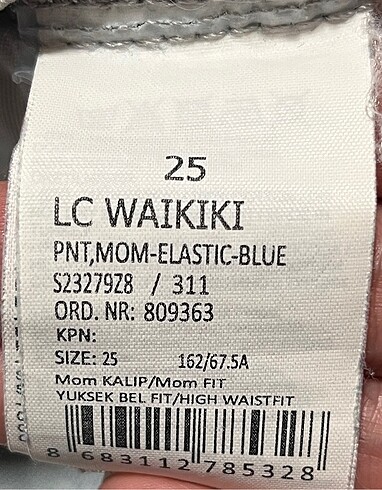 25
LC WAIKIKI
PNT,MOM-ELASTIC-BLUE
S23279Z8 / 311
ORD. NR: 809363
KPN:
SIZE: 25 162/67.5A
Mom KALIP/Mom FIT
YUKSEK BEL FIT/HIGH WAISTFIT
8 683112 785328